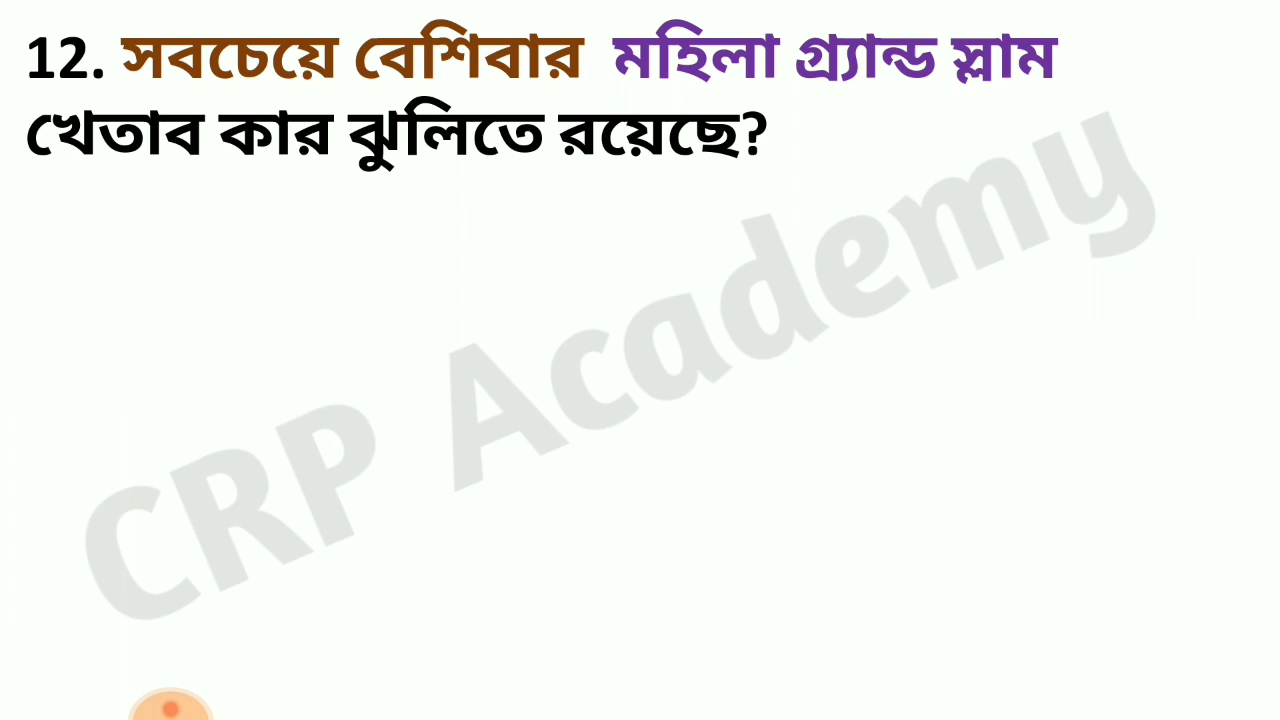 12. সবচেয়ে বেশিবার মহিলা গ্র্যান্ড স্লাম
খেতাব কার ঝুলিতে রয়েছে?
CRP Academy